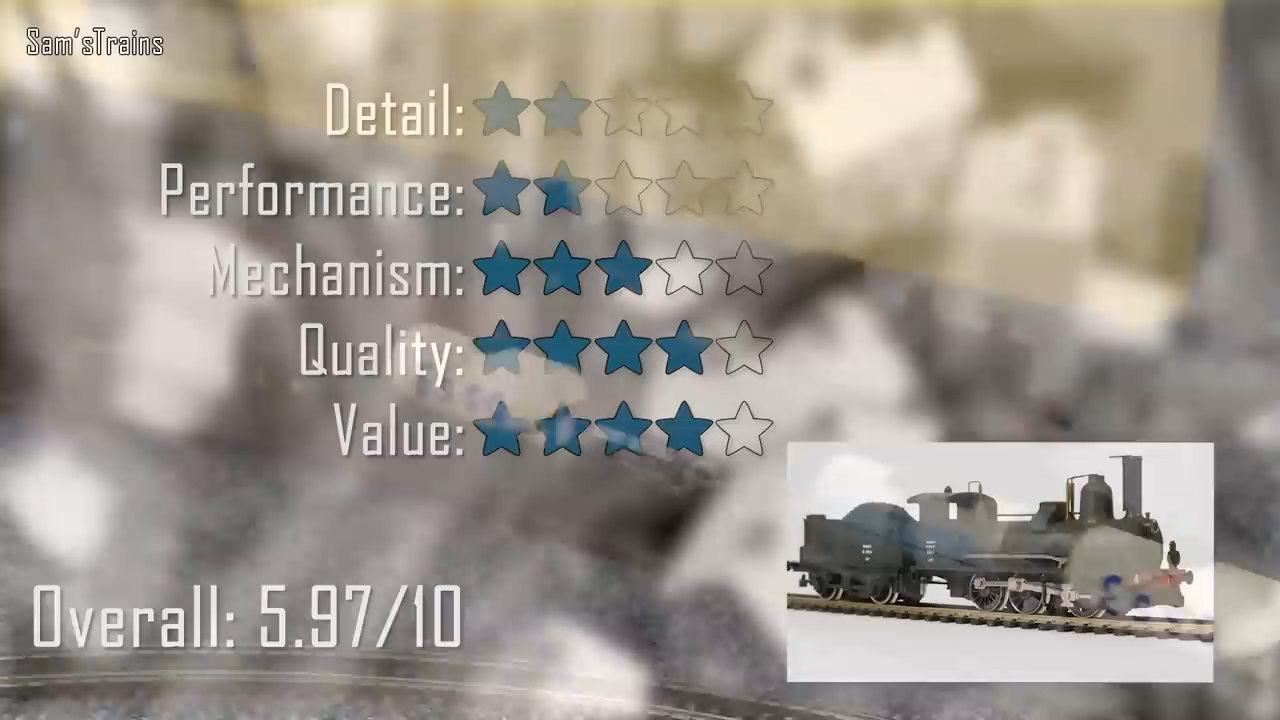 Sam'sTrains
Detail:
Performance:
Mechanism:
Quality:
Value:
Overall: 5.97/10